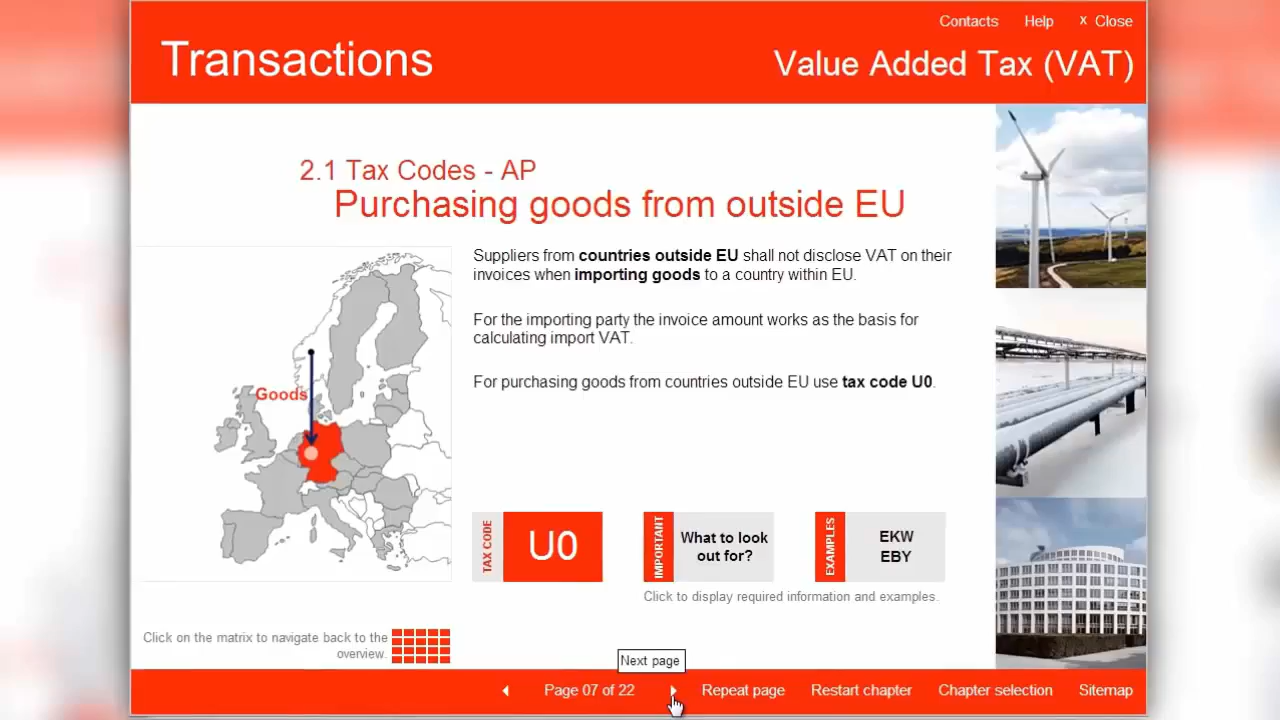 Contacts Help x Close
Transactions
Value Added Tax (VAT)
2.1 Tax Codes - AP
Purchasing goods from outside EU
Goods
Suppliers from countries outside EU shall not disclose VAT on their
invoices when importing goods to a country within EU.
For the importing party the invoice amount works as the basis for
calculating import VAT.
For purchasing goods from countries outside EU use tax code U0.
TAX CODE
U0
IMPORTANT
What to look
out for?
EXAMPLES
EKW
EBY
Click to display required information and examples.
Click on the matrix to navigate back to the
overview.
Next page
Page 07 of 22 Repeat page Restart chapter Chapter selection Sitemap